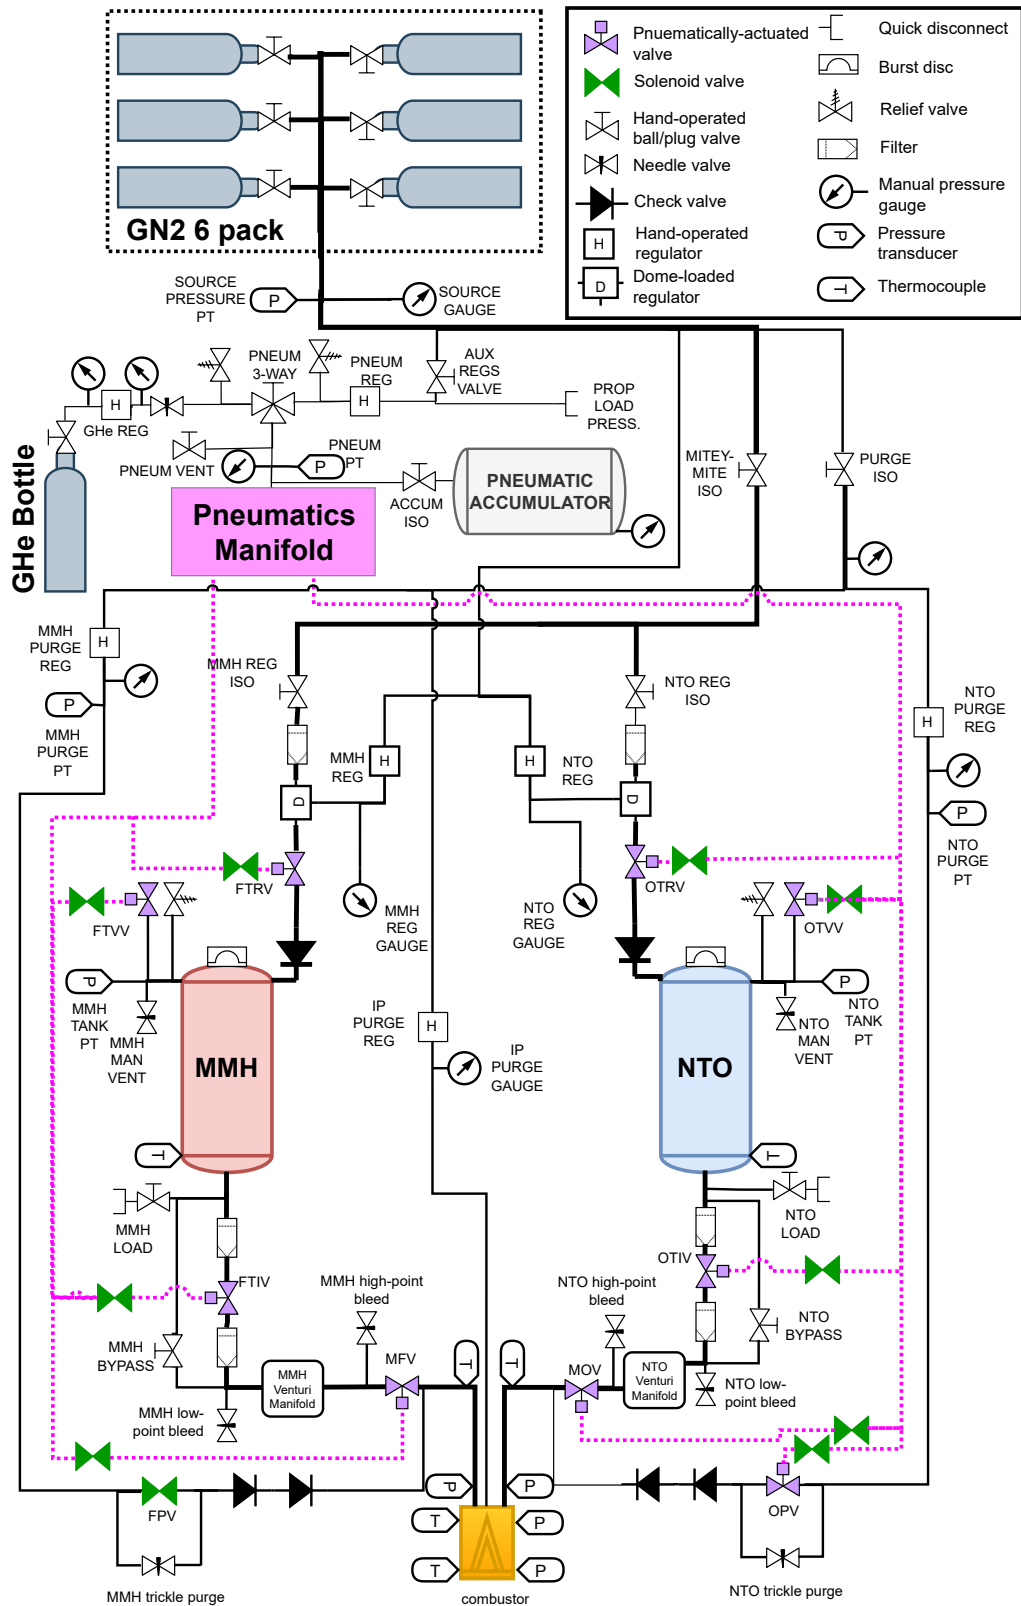 GN2 6 pack
Pnuematically-actuated
valve
Solenoid valve
Hand-operated
ball/plug valve
Needle valve
Check valve
H
Hand-operated
regulator
D
Dome-loaded
regulator
Quick disconnect
Burst disc
Relief valve
Filter
Manual pressure
gauge
P
Pressure
transducer
T
Thermocouple
SOURCE
PRESSURE
PT
P
SOURCE
GAUGE
PNEUM
3-WAY
PNEUM
REG
H
AUX
REGS
VALVE
PROP
LOAD
PRESS.
H
GHe REG
GHe Bottle
PNEUM VENT
P
PNEUM
PT
ACCUM
ISO
PNEUMATIC
ACCUMULATOR
MITEY-
MITE
ISO
PURGE
ISO
Pneumatics
Manifold
MMH
PURGE
REG
H
P
MMH
PURGE
PT
MMH REG
ISO
NTO REG
ISO
NTO
PURGE
REG
H
MMH
REG
H
H
NTO
REG
D
D
P
NTO
PURGE
PT
FTRV
OTRV
MMH
REG
GAUGE
NTO
REG
GAUGE
FTVV
OTVV
P
MMH
TANK
PT
MMH
MAN
VENT
P
NTO
TANK
PT
NTO
MAN
VENT
IP
PURGE
REG
H
IP
PURGE
GAUGE
MMH
NTO
T
T
MMH
LOAD
NTO
LOAD
FTIV
OTIV
MMH high-point
bleed
NTO high-point
bleed
MMH
BYPASS
NTO
BYPASS
MMH
Venturi
Manifold
MFV
T
T
MOV
NTO
Venturi
Manifold
MMH low-
point bleed
NTO low-
point bleed
P
P
FPV
OPV
T
P
T
P
MMH trickle purge
combustor
NTO trickle purge